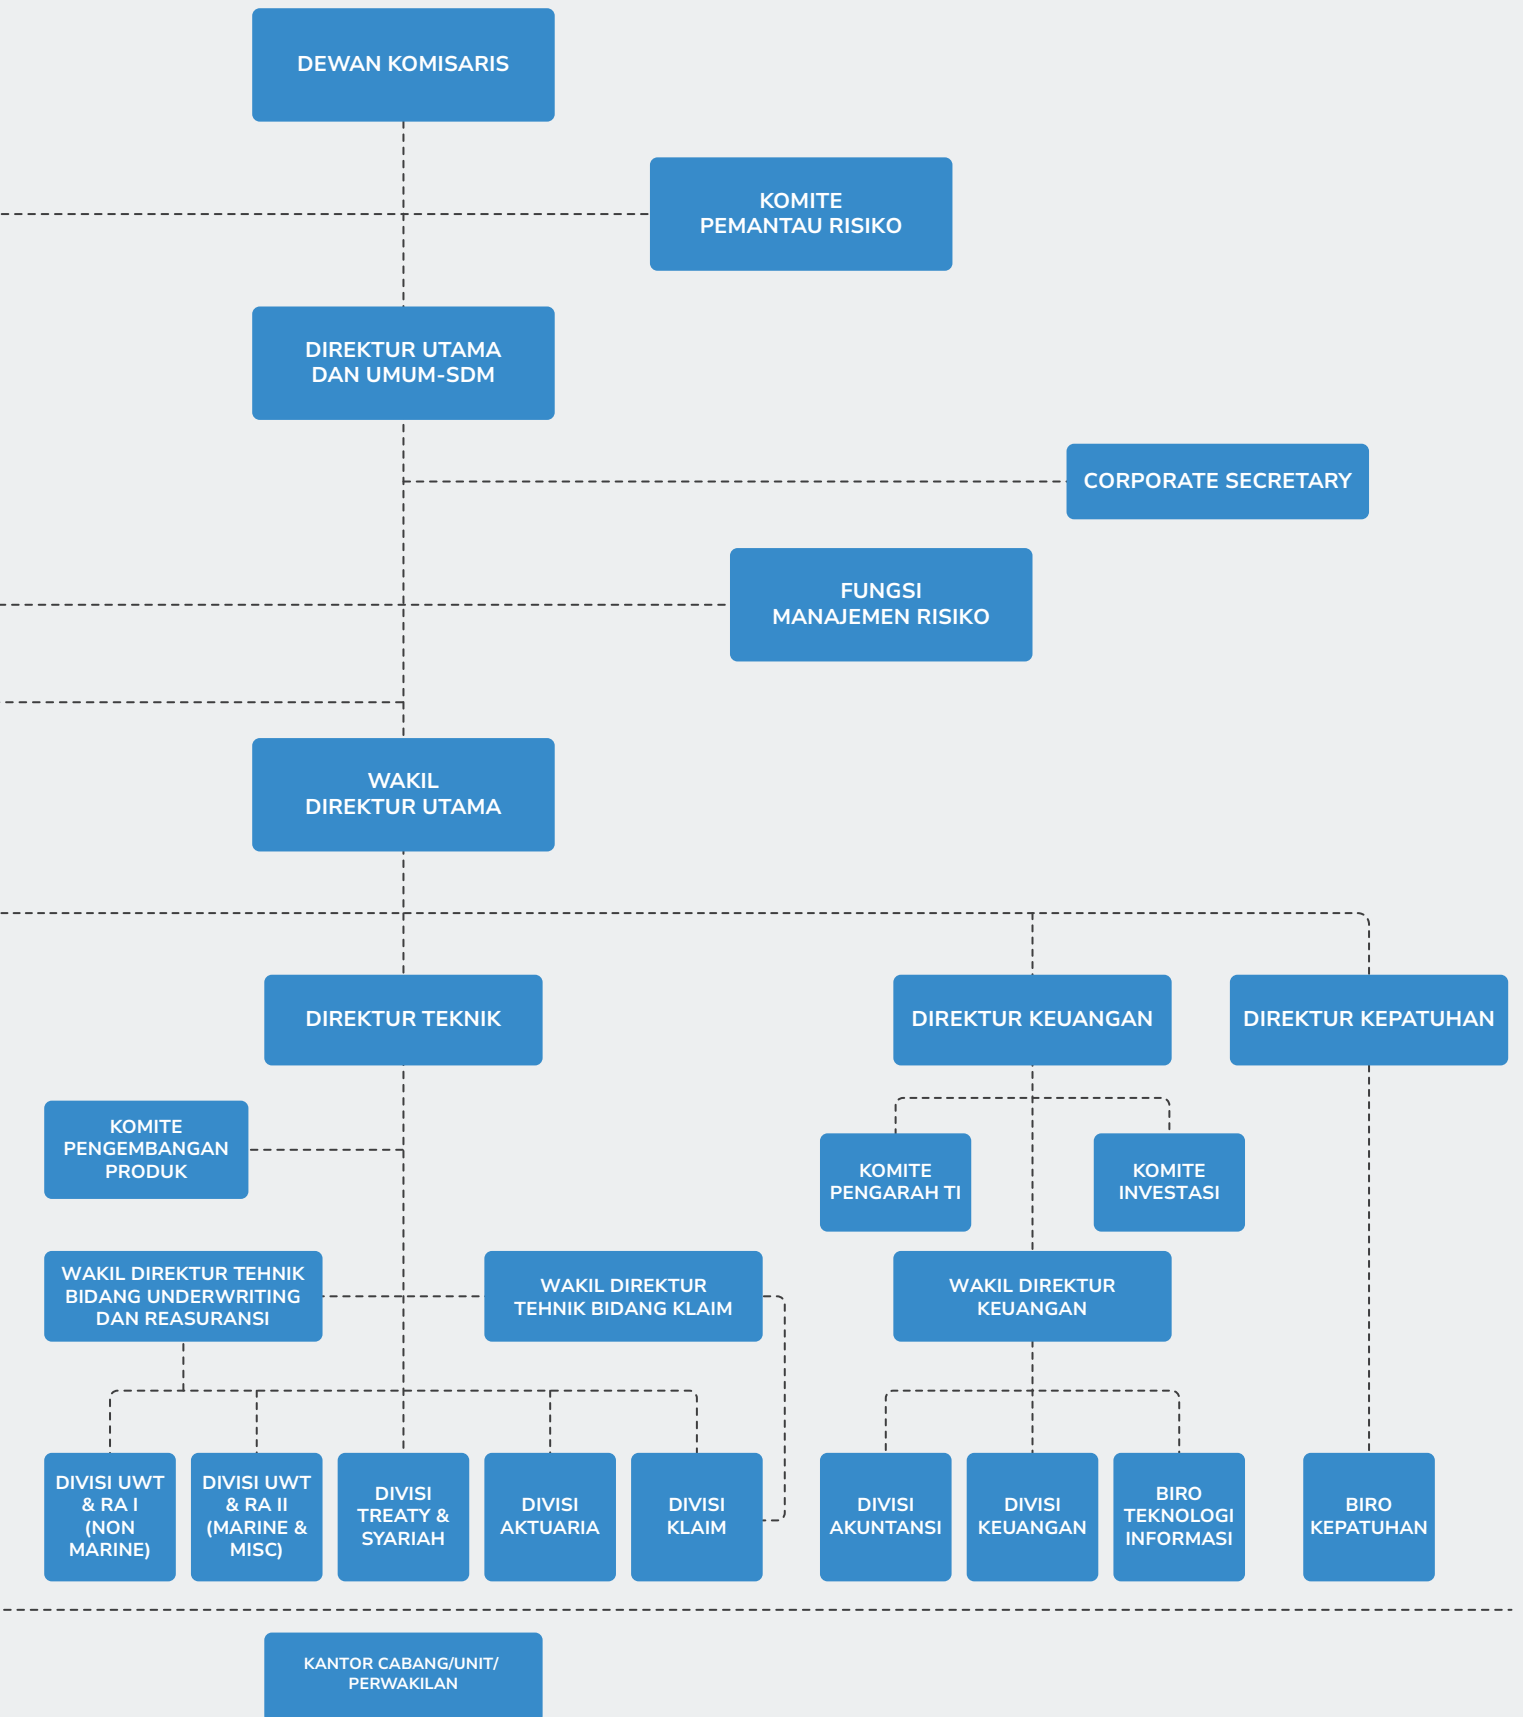 DEWAN KOMISARIS
KOMITE
PEMANTAU RISIKO
DIREKTUR UTAMA
DAN UMUM-SDM
CORPORATE SECRETARY
FUNGSI
MANAJEMEN RISIKO
WAKIL
DIREKTUR UTAMA
DIREKTUR TEKNIK
DIREKTUR KEUANGAN
DIREKTUR KEPATUHAN
KOMITE
PENGEMBANGAN
PRODUK
KOMITE
PENGARAH TI
KOMITE
INVESTASI
WAKIL DIREKTUR TEHNIK
BIDANG UNDERWRITING
DAN REASURANSI
WAKIL DIREKTUR
TEHNIK BIDANG KLAIM
WAKIL DIREKTUR
KEUANGAN
DIVISI UWT
& RA I
(NON
MARINE)
DIVISI UWT
& RA II
(MARINE &
MISC)
DIVISI
TREATY &
SYARIAH
DIVISI
AKTUARIA
DIVISI
KLAIM
DIVISI
AKUNTANSI
DIVISI
KEUANGAN
BIRO
TEKNOLOGI
INFORMASI
BIRO
KEPATUHAN
KANTOR CABANG/UNIT/
PERWAKILAN